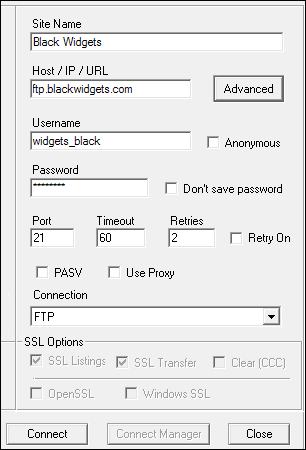 Site Name
Black Widgets
Host / IP / URL
ftp.blackwidgets.com
Advanced
Username
widgets_black
Anonymous
Password
********
Don't save password
Port Timeout Retries
21 60 2 Retry On
PASV Use Proxy
Connection
FTP
SSL Options
SSL Listings SSL Transfer Clear (CCC)
OpenSSL Windows SSL
Connect Connect Manager Close